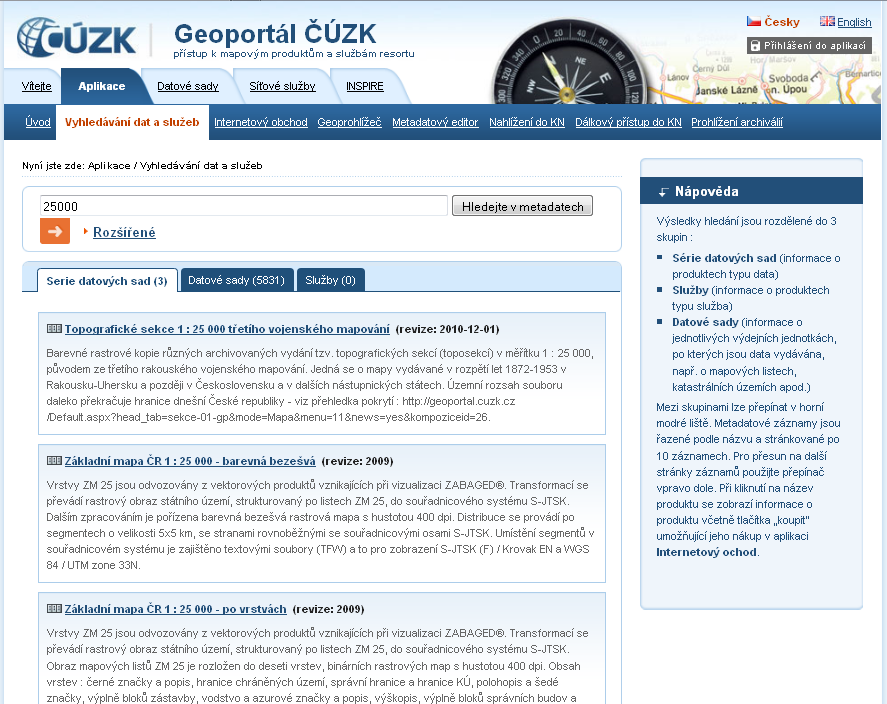 ČÚZK
Geoportál ČÚZK
přístup k mapovým produktům a službám resortu
Česky
English
Přihlášení do aplikací
Vítejte
Aplikace
Datové sady
Síťové služby
INSPIRE
Lánov
Černý Důl
Janské Lázně
Svoboda
n. Úpou
Úvod
Vyhledávání dat a služeb
Internetový obchod
Geoprohlížeč
Metadatový editor
Nahlížení do KN
Dálkový přístup do KN
Prohlížení archiválií
Nyní jste zde: Aplikace / Vyhledávání dat a služeb
25000
Hledejte v metadatech
Rozšířené
Serie datových sad (3)
Datové sady (5831)
Služby (0)
Topografické sekce 1 : 25 000 třetího vojenského mapování (revize: 2010-12-01)
Barevné rastrové kopie různých archivovaných vydání tzv. topografických sekcí (toposekcí) v měřítku 1 : 25 000,
původem ze třetího rakouského vojenského mapování. Jedná se o mapy vydávané v rozpětí let 1872-1953 v
Rakousku-Uhersku a později v Československu a v dalších nástupnických státech. Územní rozsah souboru
daleko překračuje hranice dnešní České republiky - viz přehledka pokrytí : http://geoportal.cuzk.cz
/Default.aspx?head_tab=sekce-01-gp&mode=Mapa&menu=11&news=yes&kompoziceid=26.
Základní mapa ČR 1 : 25 000 - barevná bezešvá (revize: 2009)
Vrstvy ZM 25 jsou odvozovány z vektorových produktů vznikajících při vizualizaci ZABAGED®. Transformací se
převádí rastrový obraz státního území, strukturovaný po listech ZM 25, do souřadnicového systému S-JTSK.
Dalším zpracováním je pořízena barevná bezešvá rastrová mapa s hustotou 400 dpi. Distribuce se provádí po
segmentech o velikosti 5x5 km, se stranami rovnoběžnými se souřadnicovými osami S-JTSK. Umístění segmentů v
souřadnicovém systému je zajištěno textovými soubory (TFW) a to pro zobrazení S-JTSK (F) / Krovak EN a WGS
84 / UTM zone 33N.
Základní mapa ČR 1 : 25 000 - po vrstvách (revize: 2009)
Vrstvy ZM 25 jsou odvozovány z vektorových produktů vznikajících při vizualizaci ZABAGED®. Transformací se
převádí rastrový obraz státního území, strukturovaný po listech ZM 25, do souřadnicového systému S-JTSK.
Obraz mapových listů ZM 25 je rozložen do deseti vrstev, binárních rastrových map s hustotou 400 dpi. Obsah
vrstev : černé značky a popis, hranice chráněných území, správní hranice a hranice KÚ, polohopis a šedé
značky, výplně bloků zástavby, vodstvo a azurové značky a popis, výškopis, výplně bloků správních budov a
Nápověda
Výsledky hledání jsou rozdělené do 3
skupin :
Série datových sad (informace o
produktech typu data)
Služby (informace o produktech
typu služba)
Datové sady (informace o
jednotlivých výdejních jednotkách,
po kterých jsou data vydávána,
např. o mapových listech,
katastrálních územích apod.)
Mezi skupinami lze přepínat v horní
modré liště. Metadatové záznamy jsou
řazené podle názvu a stránkované po
10 záznamech. Pro přesun na další
stránky záznamů použijte přepínač
vpravo dole. Při kliknutí na název
produktu se zobrazí informace o
produktu včetně tlačítka „koupit"
umožňující jeho nákup v aplikaci
Internetový ochod.